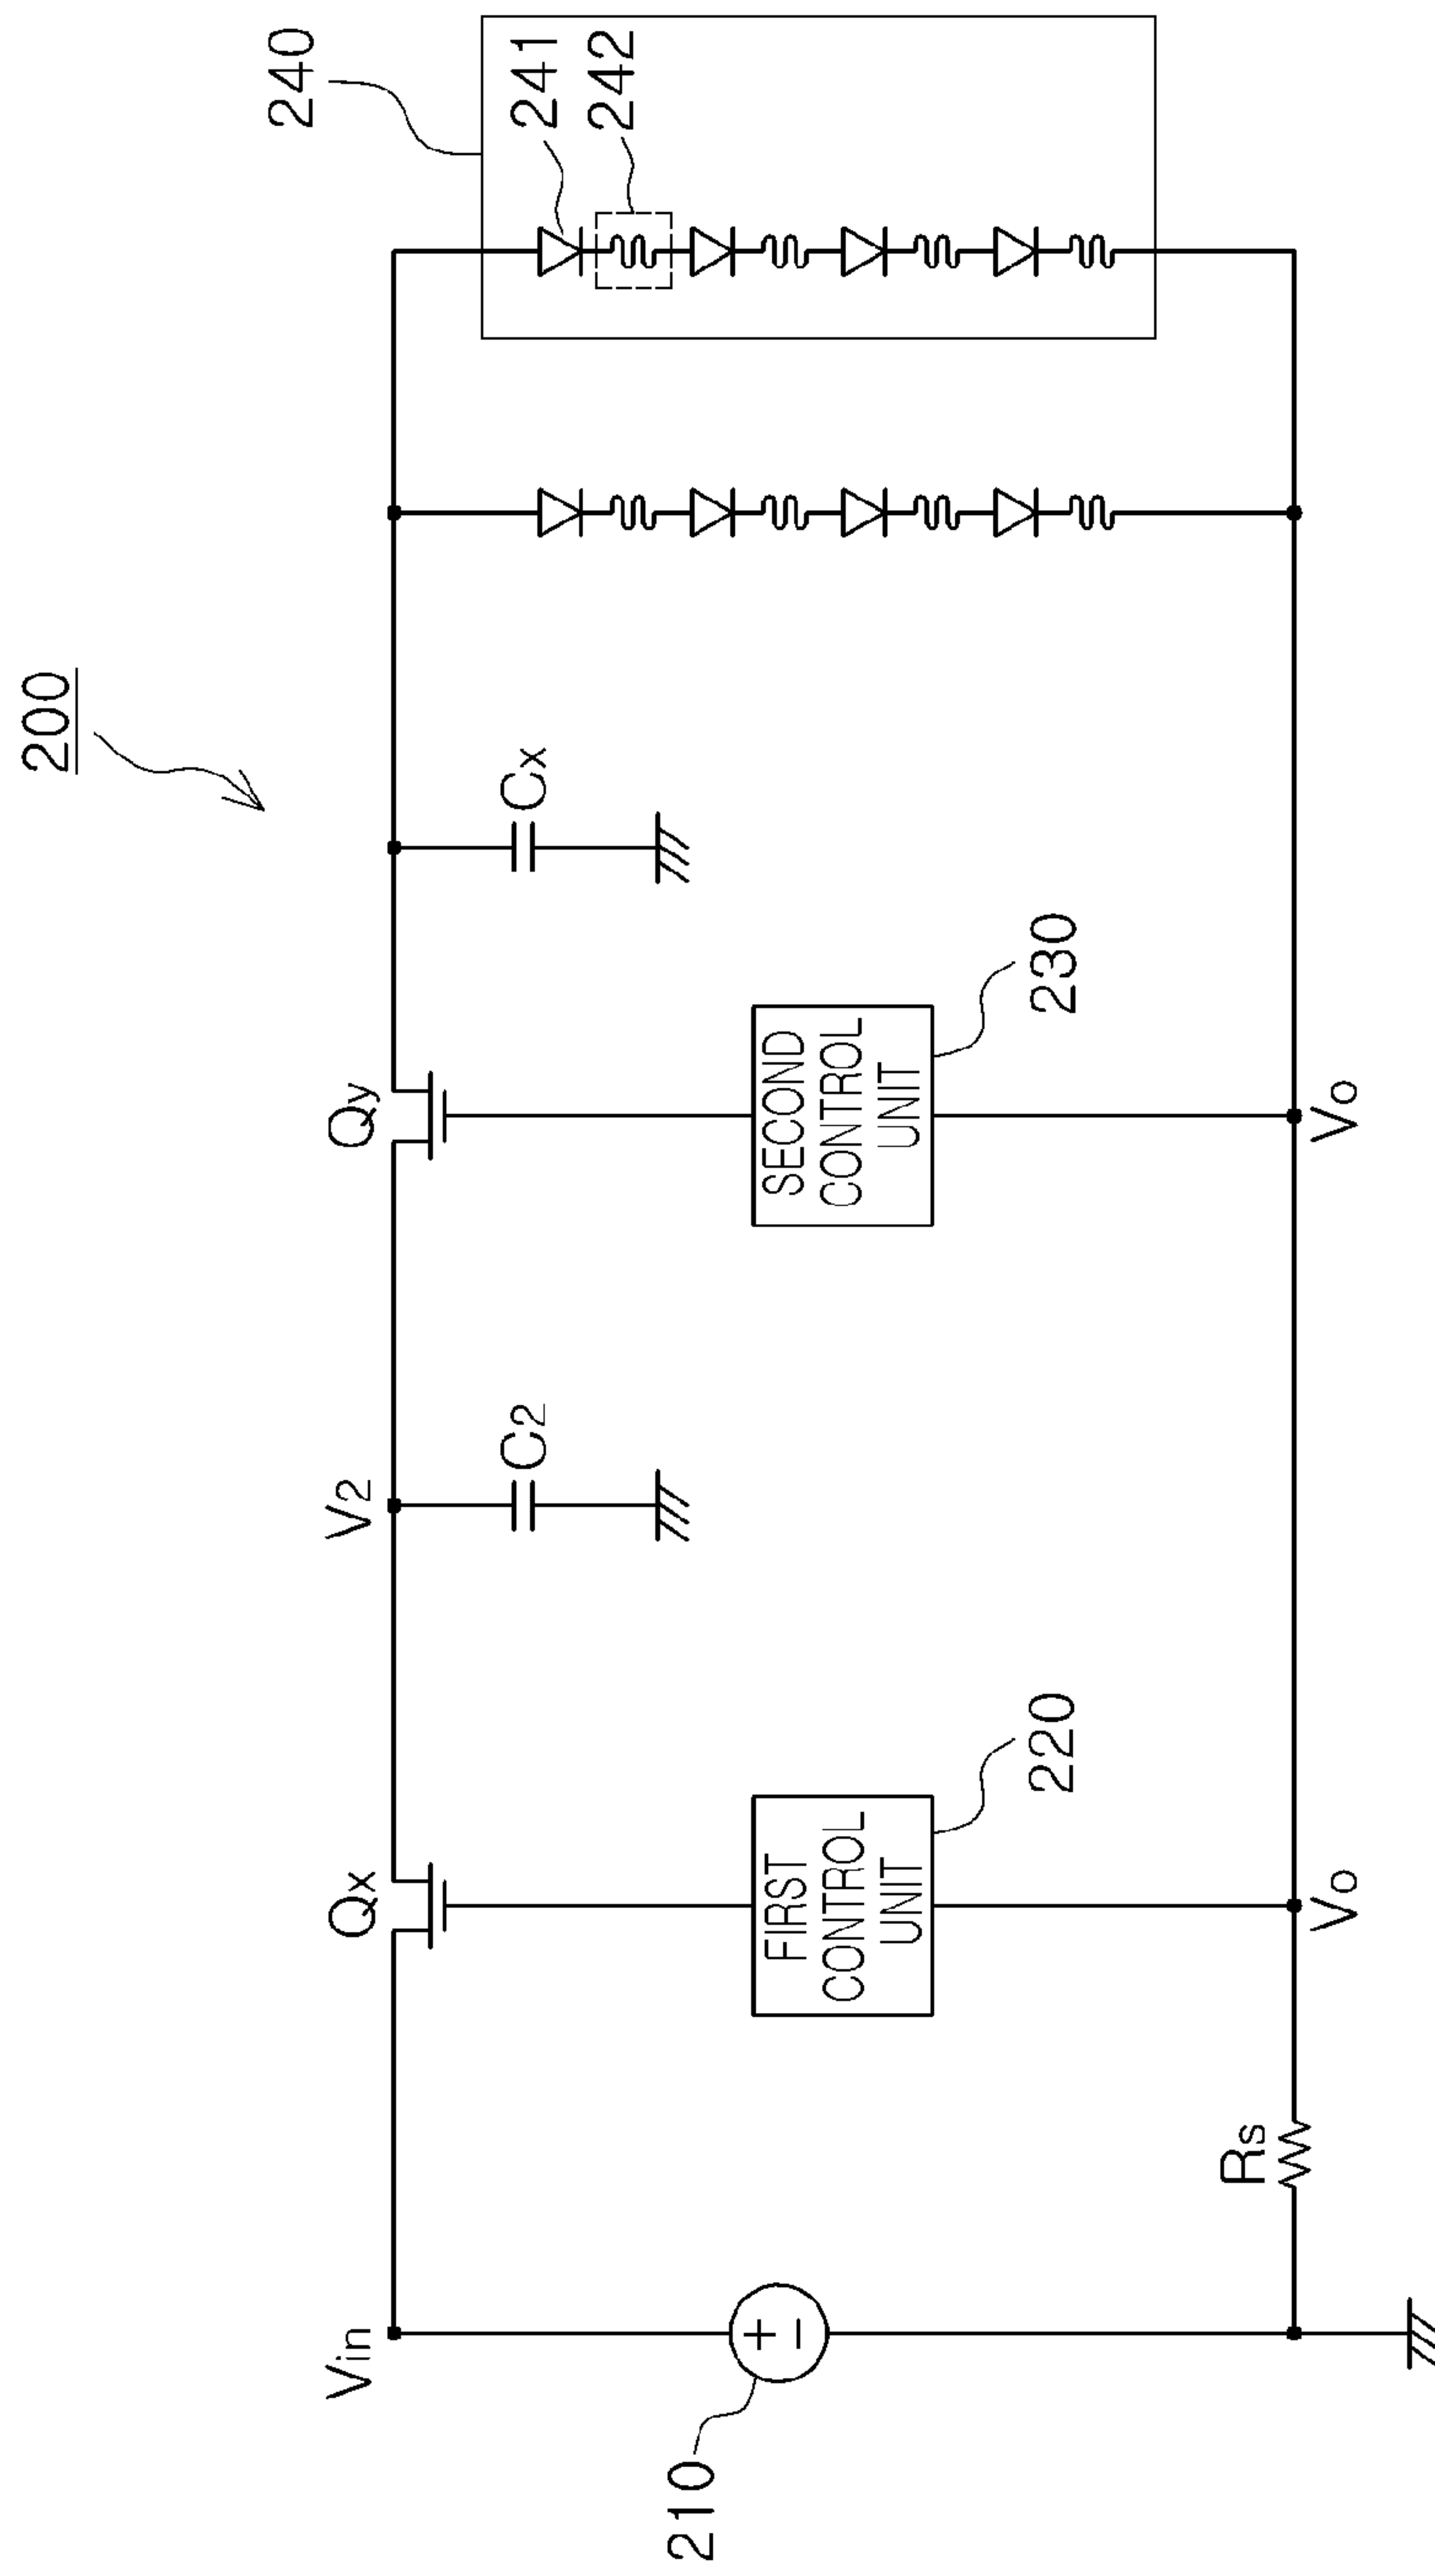 200
240
241
242
Vin
Qx
V2
Qy
C2
Cx
210
+
−
FIRST
CONTROL
UNIT
220
SECOND
CONTROL
UNIT
230
Rs
Vo
Vo